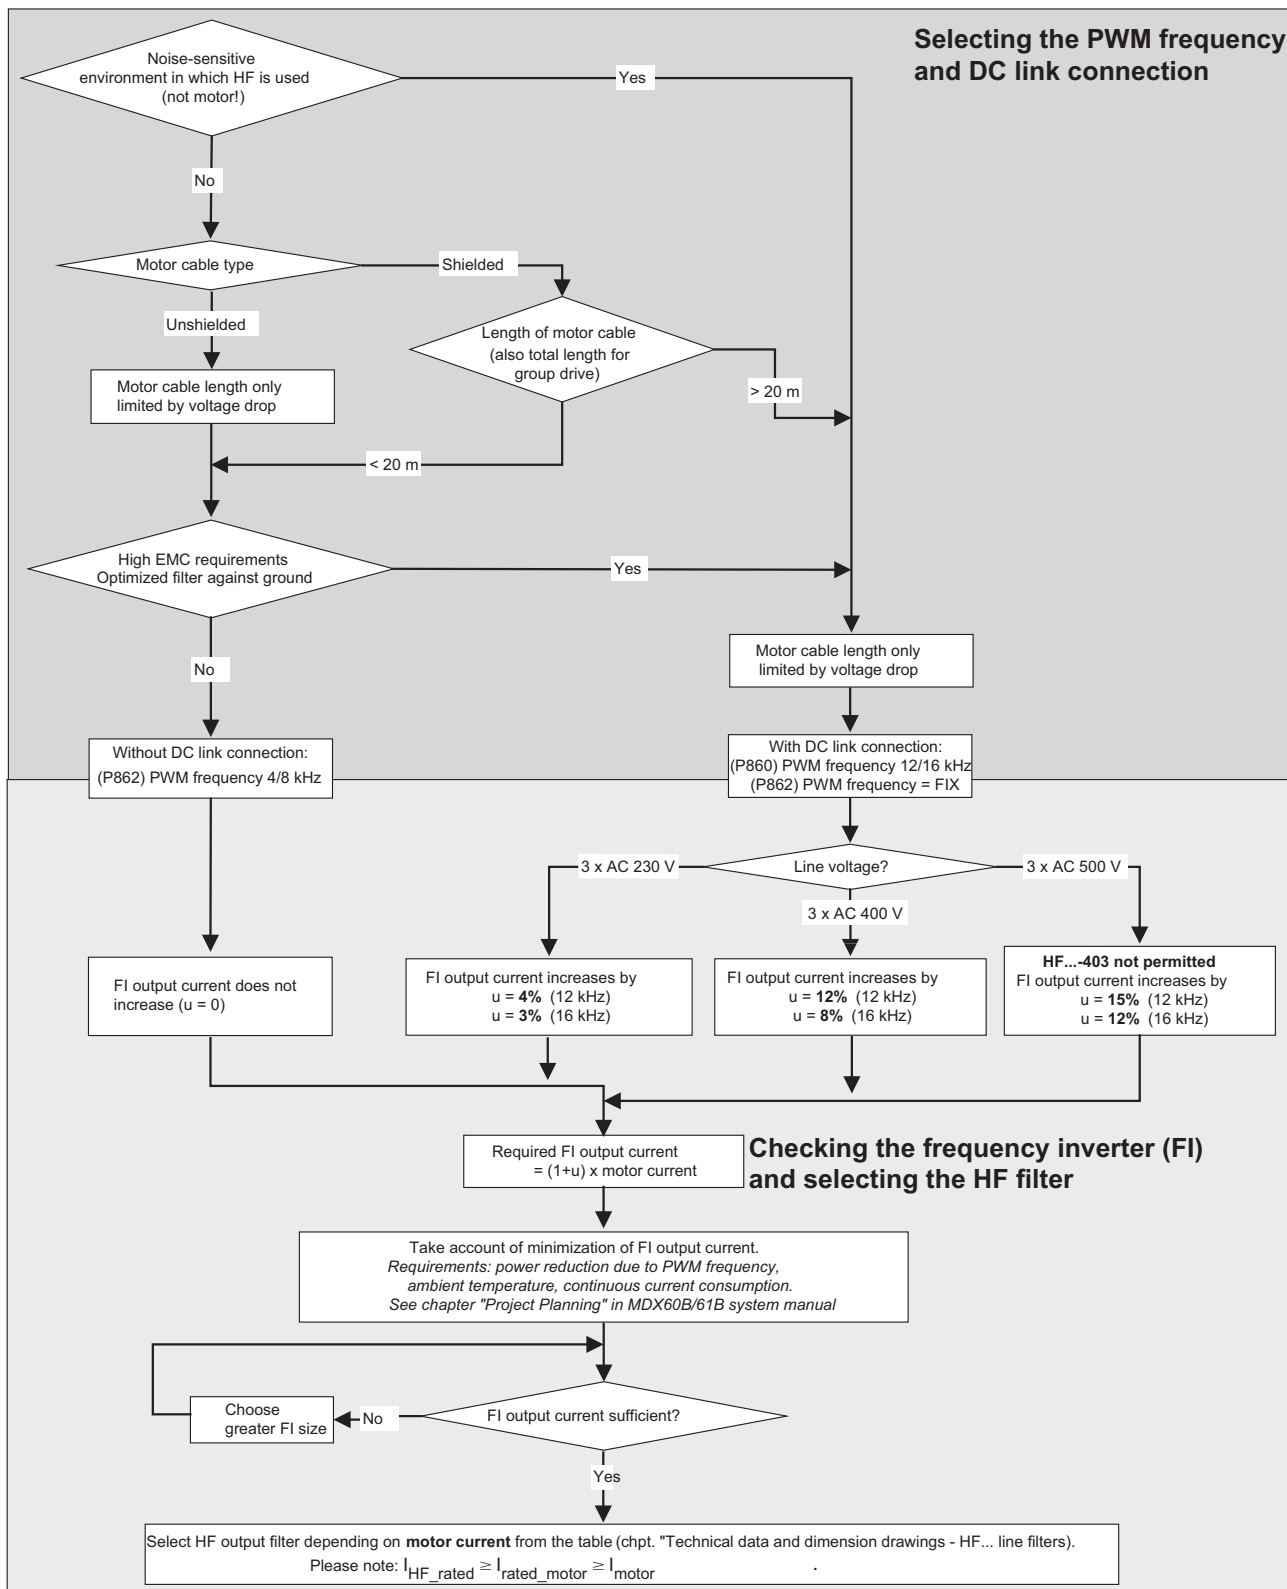 Selecting the PWM frequency
and DC link connection
Noise-sensitive
environment in which HF is used
(not motor!)
Yes
No
Motor cable type
Shielded
Unshielded
Length of motor cable
(also total length for
group drive)
Motor cable length only
limited by voltage drop
> 20 m
< 20 m
High EMC requirements
Optimized filter against ground
Yes
No
Motor cable length only
limited by voltage drop
Without DC link connection:
(P862) PWM frequency 4/8 kHz
With DC link connection:
(P860) PWM frequency 12/16 kHz
(P862) PWM frequency = FIX
3 x AC 230 V
Line voltage?
3 x AC 500 V
3 x AC 400 V
FI output current does not
increase (u = 0)
FI output current increases by
u = 4% (12 kHz)
u = 3% (16 kHz)
FI output current increases by
u = 12% (12 kHz)
u = 8% (16 kHz)
HF...-403 not permitted
FI output current increases by
u = 15% (12 kHz)
u = 12% (16 kHz)
Required FI output current
= (1+u) x motor current
Checking the frequency inverter (FI)
and selecting the HF filter
Take account of minimization of FI output current.
Requirements: power reduction due to PWM frequency,
ambient temperature, continuous current consumption.
See chapter "Project Planning" in MDX60B/61B system manual
Choose
greater FI size
No
FI output current sufficient?
Yes
Select HF output filter depending on motor current from the table (chpt. "Technical data and dimension drawings - HF... line filters).
Please note: I_HF_rated ≥ I_rated_motor ≥ I_motor .